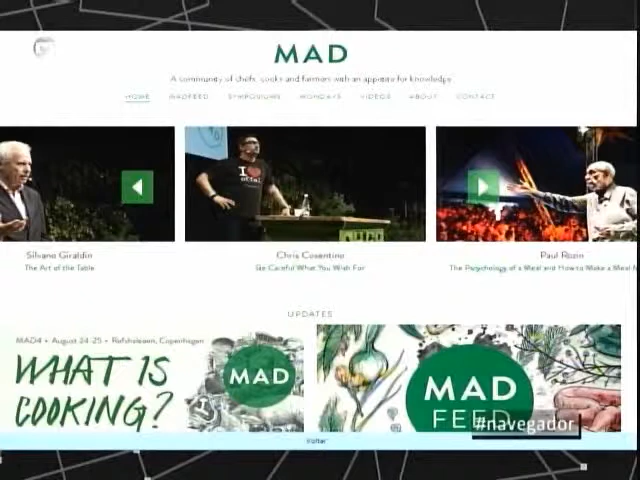 MAD
A community of chefs, cooks and farmers with an appetite for knowledge
HOME MADFEED SYMPOSIUMS MONDAYS VIDEOS ABOUT CONTACT
I
offal
Silvano Giraldin
The Art of the Table
Chris Cosentino
Be Careful What You Wish For
Paul Rozin
The Psychology of a Meal and How to Make a Meal M
UPDATES
MAD4 • August 24-25 • Refshaleøen, Copenhagen
WHAT IS
COOKING?
MAD
MAD
FEED
#navegador
Voltar